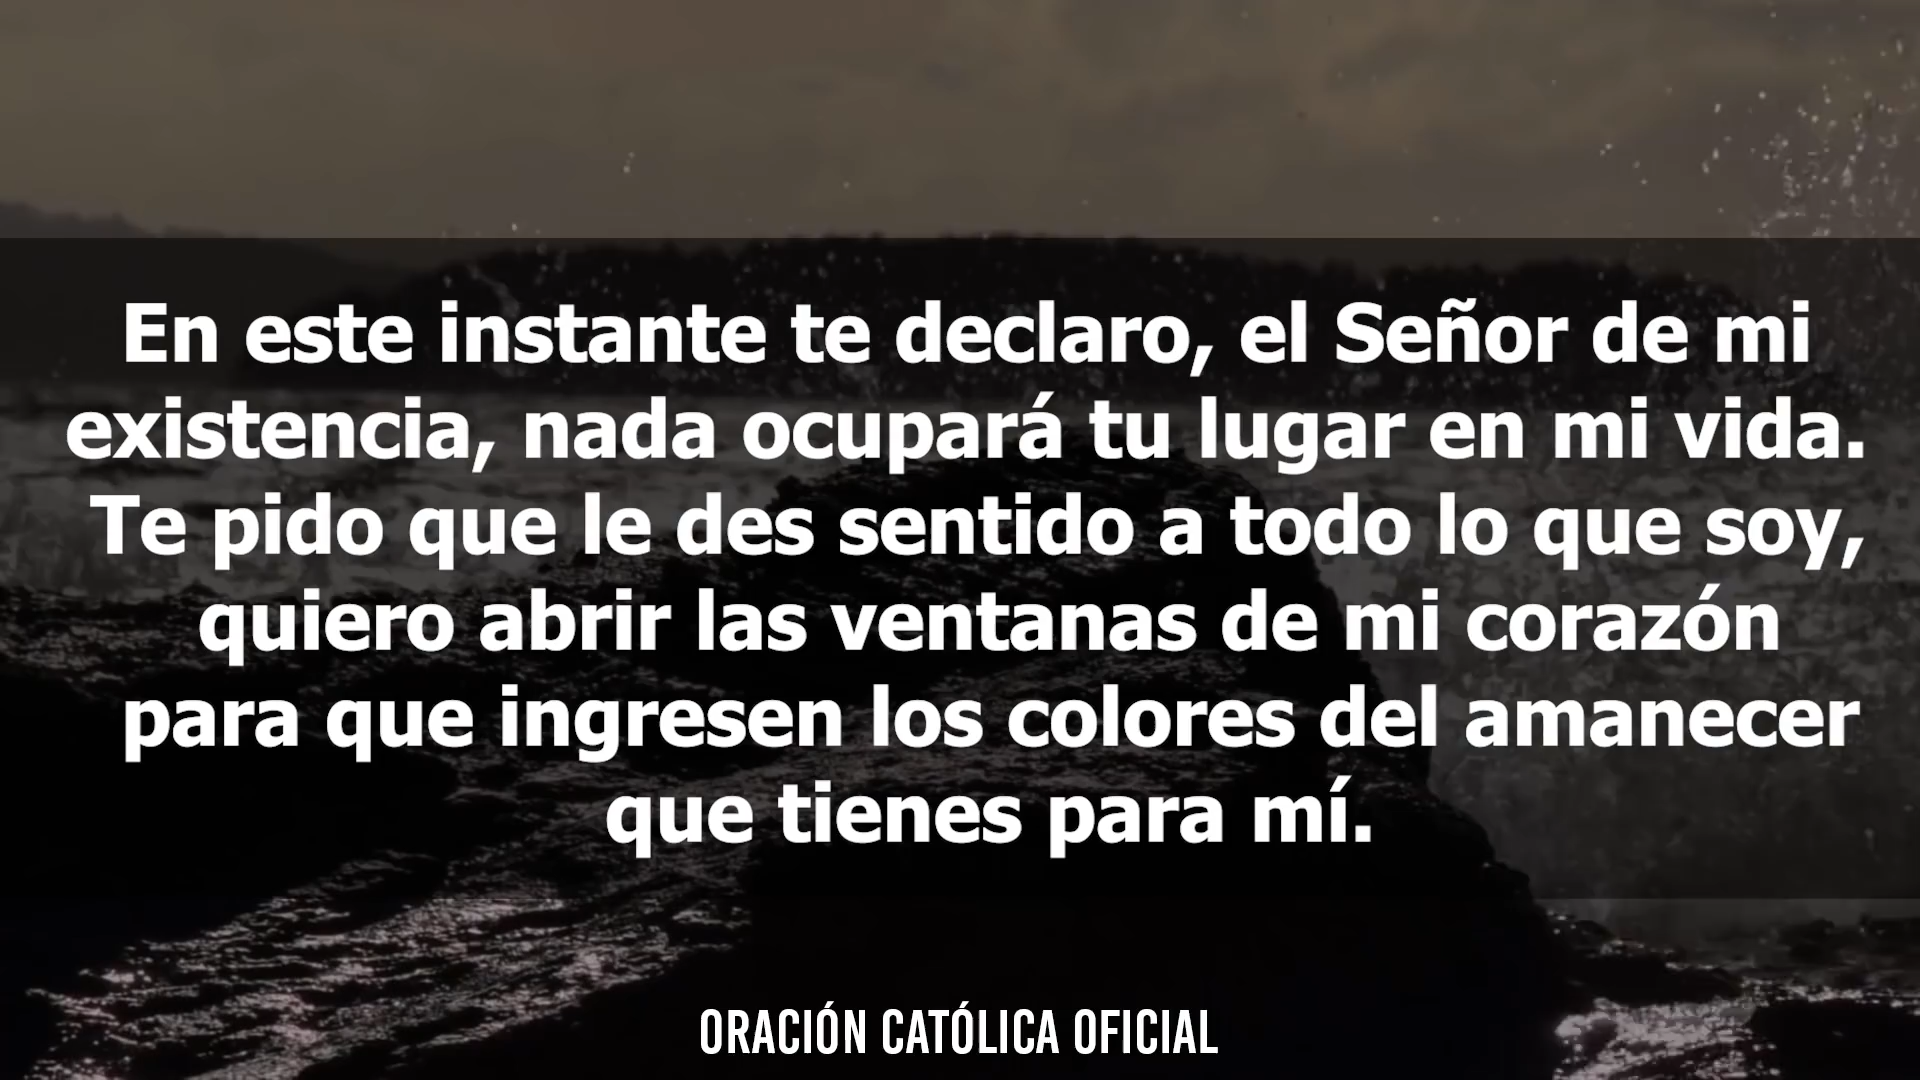 En este instante te declaro, el Señor de mi
existencia, nada ocupará tu lugar en mi vida.
Te pido que le des sentido a todo lo que soy,
quiero abrir las ventanas de mi corazón
para que ingresen los colores del amanecer
que tienes para mí.
ORACIÓN CATÓLICA OFICIAL